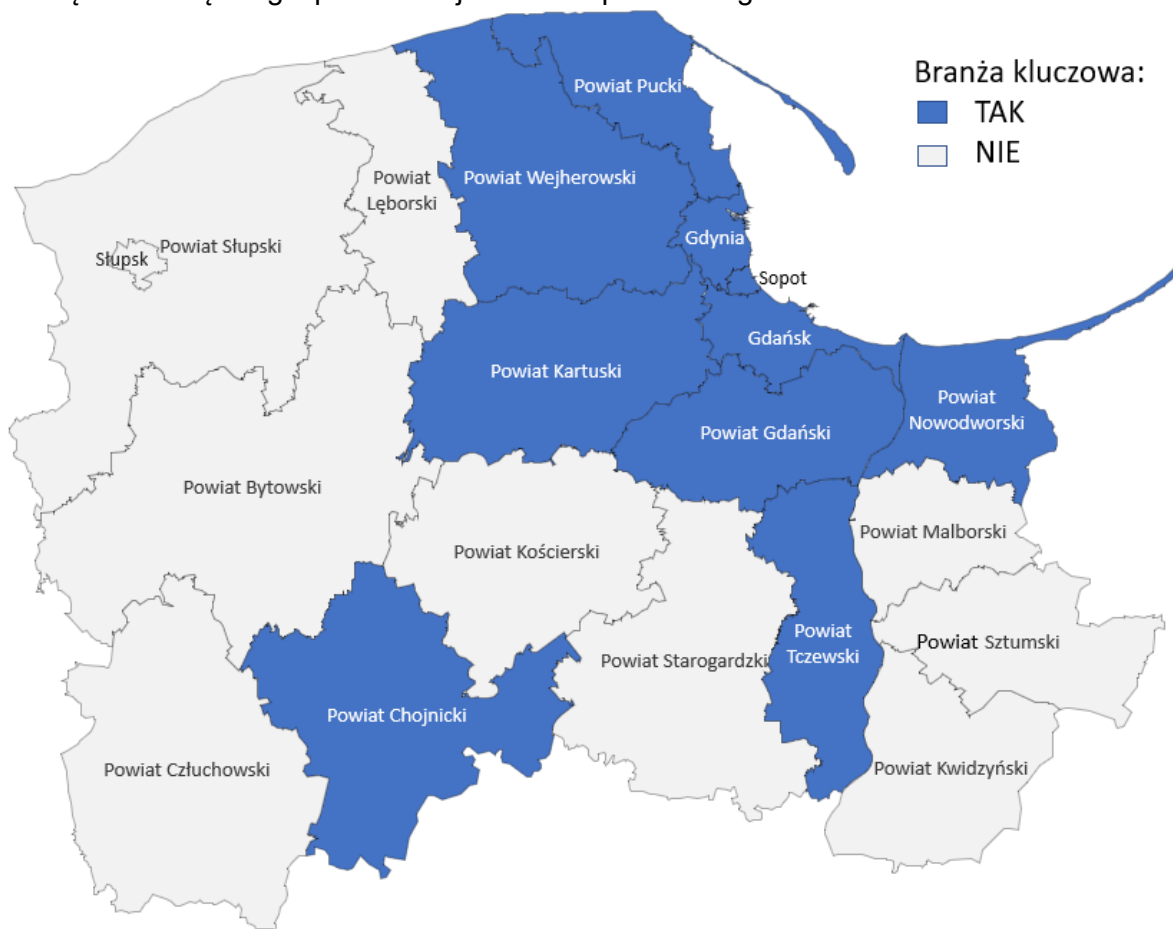 Branża kluczowa:
TAK
NIE
Powiat Pucki
Powiat Wejherowski
Powiat
Lęborski
Powiat Słupski
Słupsk
Gdynia
Sopot
Gdańsk
Powiat Kartuski
Powiat
Nowodworski
Powiat Gdański
Powiat Bytowski
Powiat Malborski
Powiat Kościerski
Powiat
Tczewski
Powiat Sztumski
Powiat Starogardzki
Powiat Chojnicki
Powiat Człuchowski
Powiat Kwidzyński